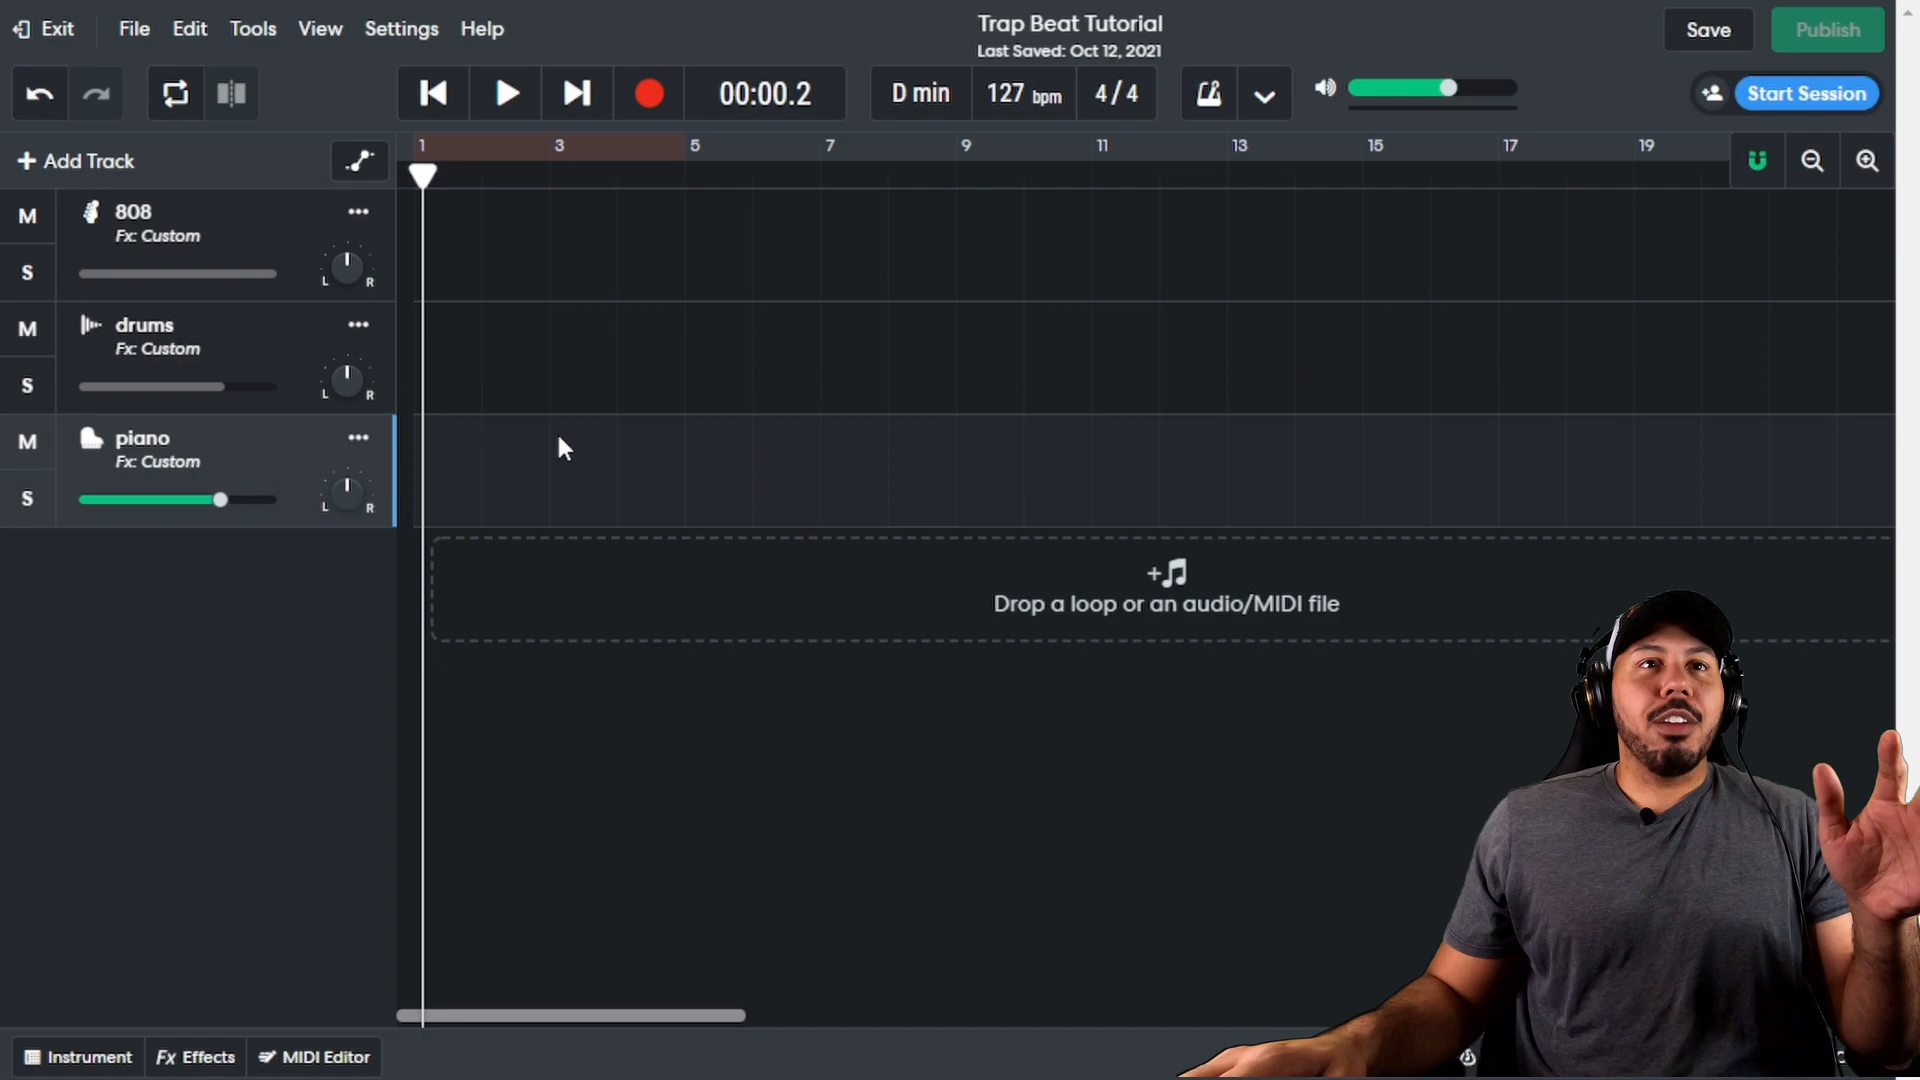 Exit File Edit Tools View Settings Help
Trap Beat Tutorial
Last Saved: Oct 12, 2021
Save Publish
00:00.2 D min 127 bpm 4/4 Start Session
+ Add Track
1 3 5 7 9 11 13 15 17 19
M 808
Fx: Custom
S L R
M drums
Fx: Custom
S L R
M piano
Fx: Custom
S L R
Drop a loop or an audio/MIDI file
Instrument Fx Effects MIDI Editor